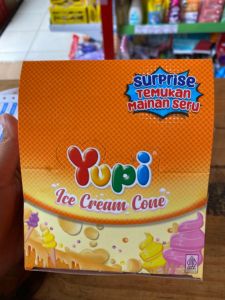 SURPRISE
TEMUKAN
MAINAN SERU
Yupi
Ice Cream Cone